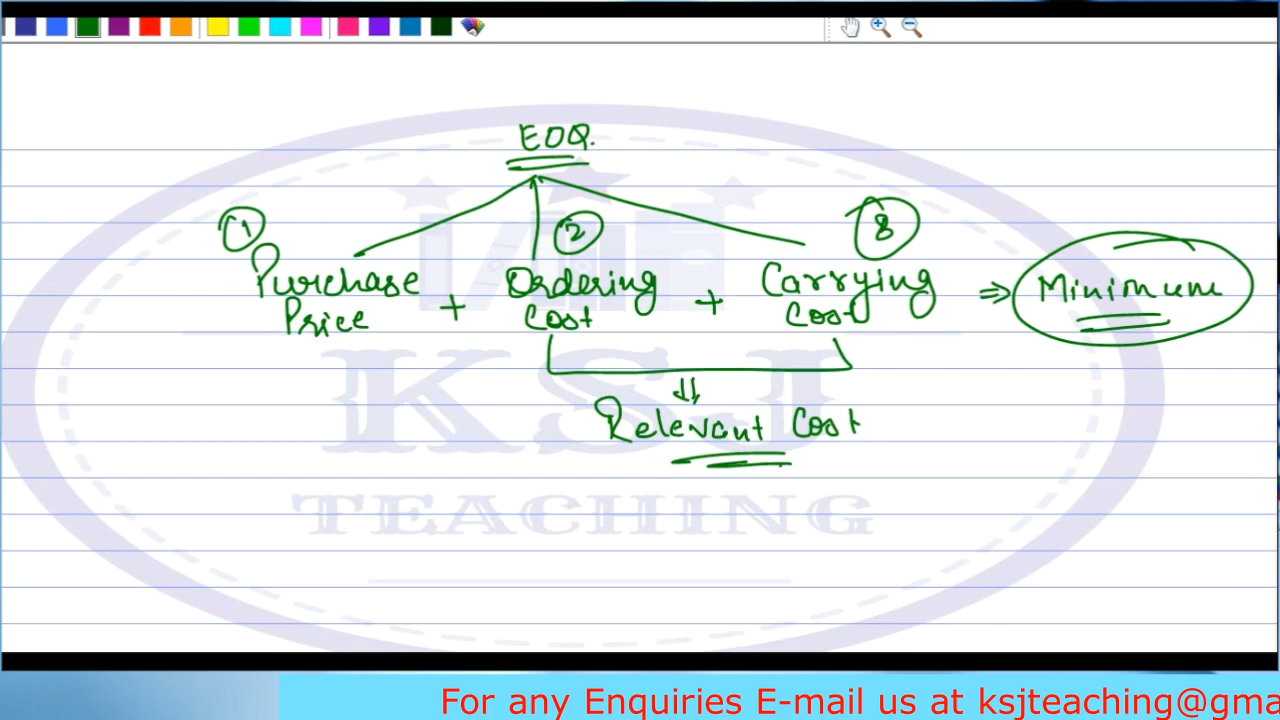 EOQ.
1 2 3
Purchase Ordering Carrying ⇒ Minimum
Price + Cost + Cost
⇓
Relevant Cost
KSJ
TEACHING
For any Enquiries E-mail us at ksjteaching@gma